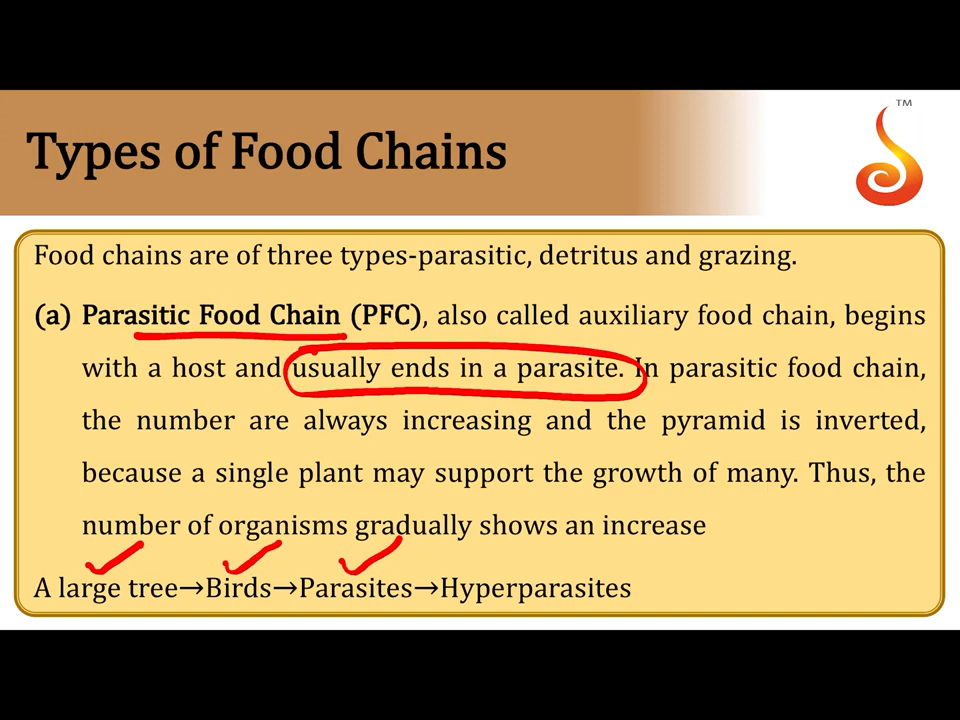 TM
Types of Food Chains
Food chains are of three types-parasitic, detritus and grazing.
(a) Parasitic Food Chain (PFC), also called auxiliary food chain, begins
with a host and usually ends in a parasite. In parasitic food chain,
the number are always increasing and the pyramid is inverted,
because a single plant may support the growth of many. Thus, the
number of organisms gradually shows an increase
A large tree→Birds→Parasites→Hyperparasites